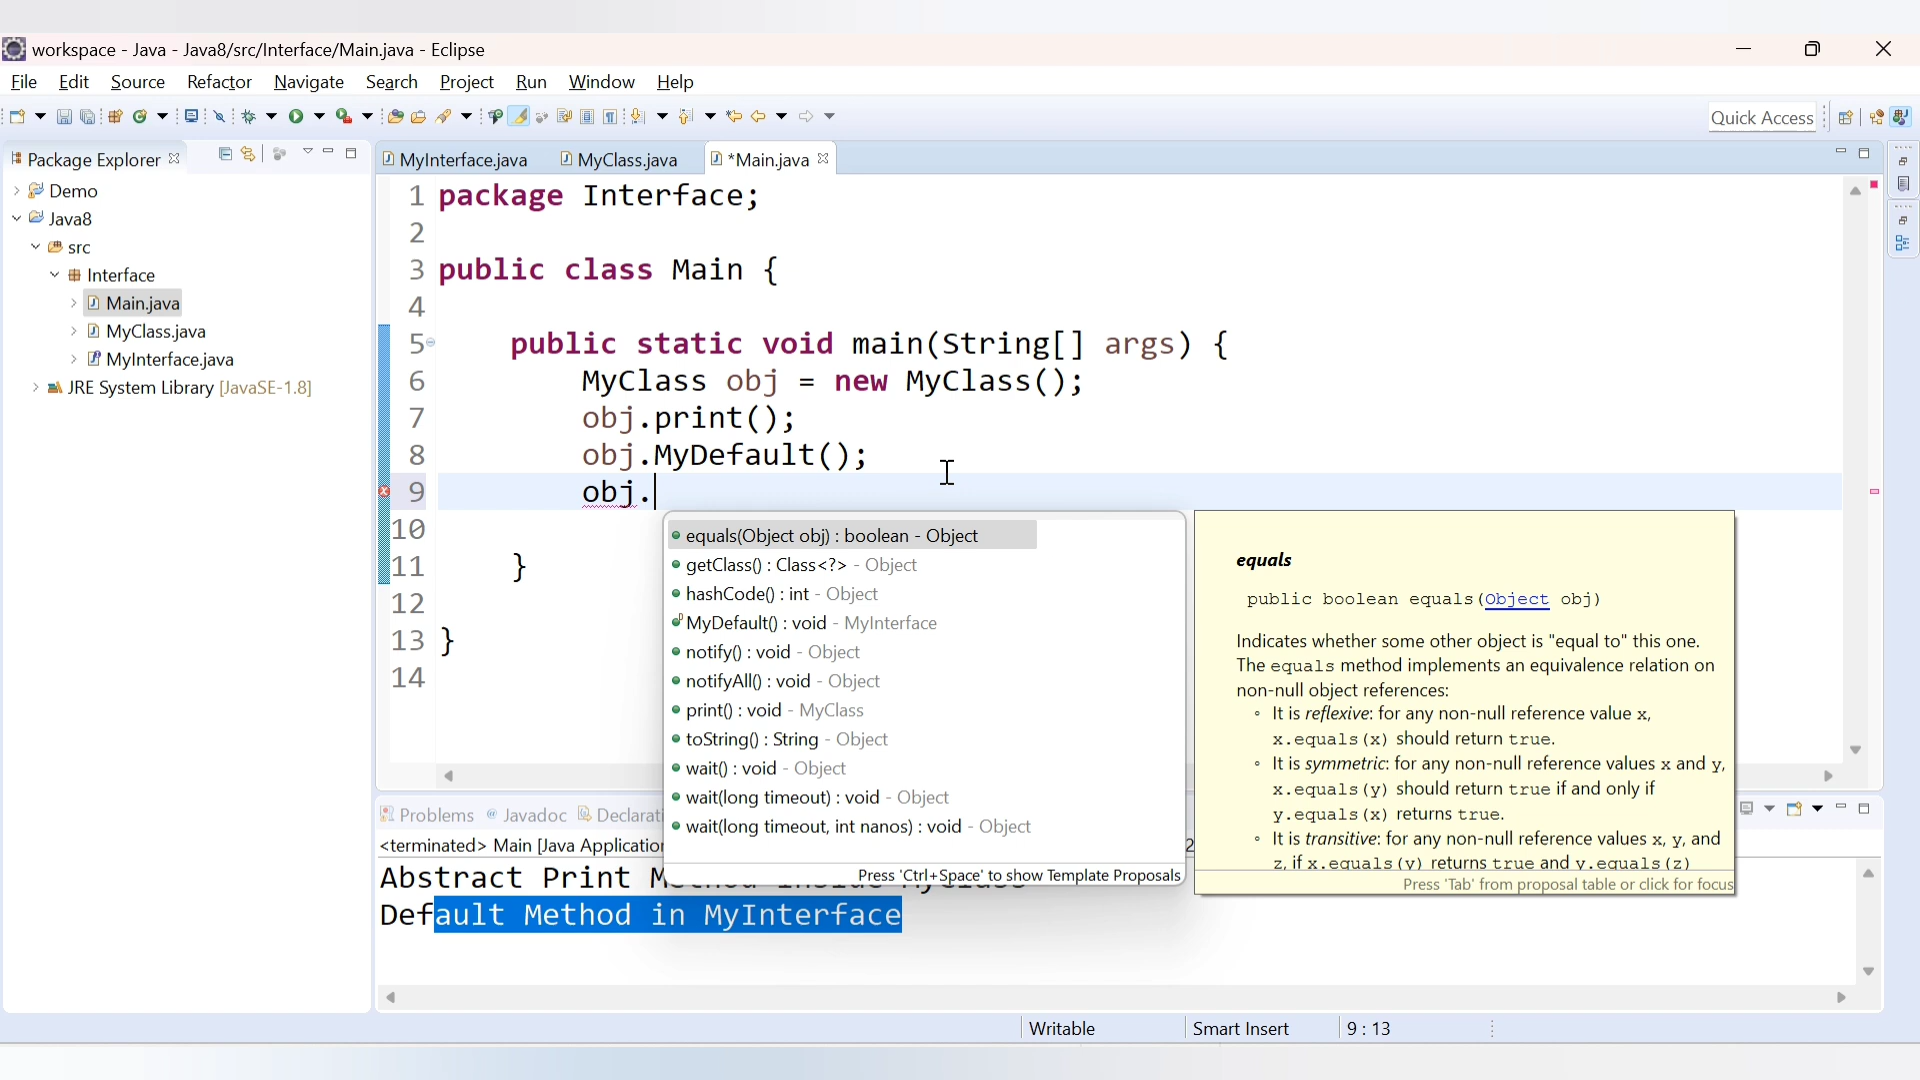 workspace - Java - Java8/src/Interface/Main.java - Eclipse
File Edit Source Refactor Navigate Search Project Run Window Help
Quick Access
Package Explorer
Demo
Java8
src
Interface
Main.java
MyClass.java
MyInterface.java
JRE System Library [JavaSE-1.8]
MyInterface.java MyClass.java *Main.java
1 package Interface;
2
3 public class Main {
4
5 public static void main(String[] args) {
6 MyClass obj = new MyClass();
7 obj.print();
8 obj.MyDefault();
9 obj.
10
11 }
12
13 }
14
equals(Object obj) : boolean - Object
getClass() : Class<?> - Object
hashCode() : int - Object
MyDefault() : void - MyInterface
notify() : void - Object
notifyAll() : void - Object
print() : void - MyClass
toString() : String - Object
wait() : void - Object
wait(long timeout) : void - Object
wait(long timeout, int nanos) : void - Object
Press 'Ctrl+Space' to show Template Proposals
equals
public boolean equals(Object obj)
Indicates whether some other object is "equal to" this one.
The equals method implements an equivalence relation on
non-null object references:
◦ It is reflexive: for any non-null reference value x,
x.equals(x) should return true.
◦ It is symmetric: for any non-null reference values x and y,
x.equals(y) should return true if and only if
y.equals(x) returns true.
◦ It is transitive: for any non-null reference values x, y, and
z, if x.equals(y) returns true and y.equals(z)
Press 'Tab' from proposal table or click for focus
Problems @ Javadoc Declarati
<terminated> Main [Java Application
Abstract Print
Default Method in MyInterface
Writable Smart Insert 9 : 13